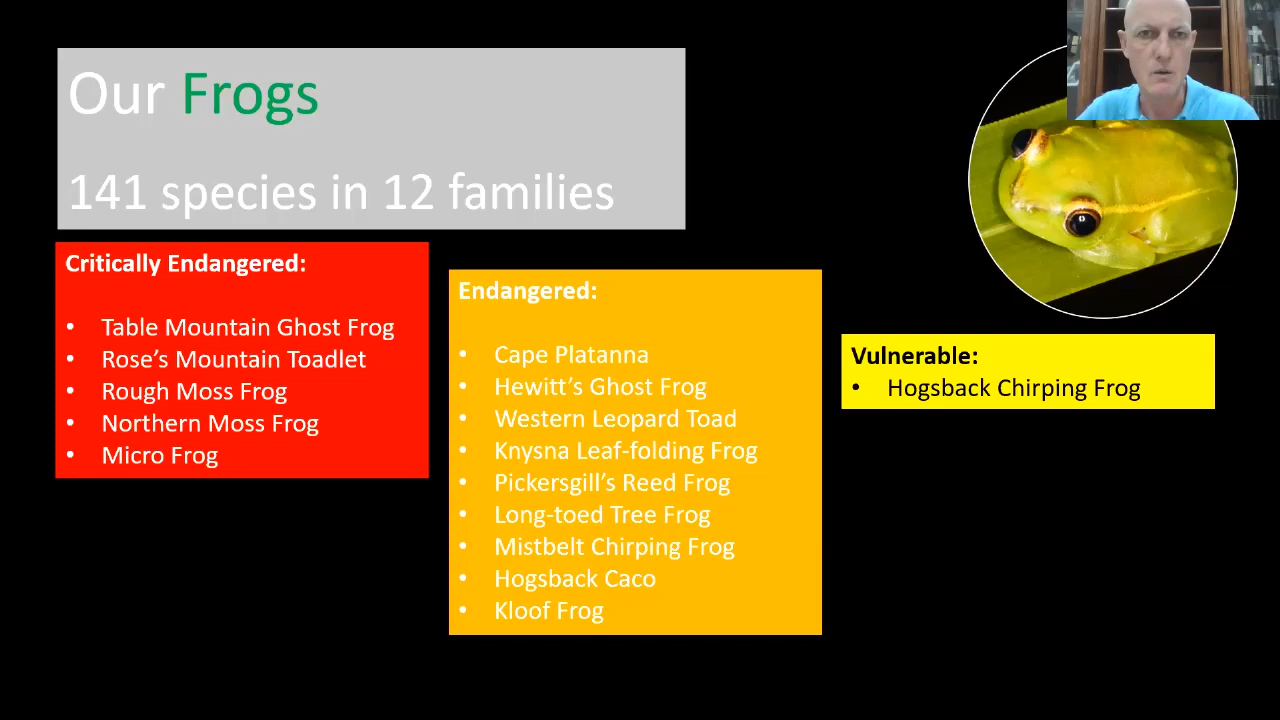 Our Frogs
141 species in 12 families
Critically Endangered:
• Table Mountain Ghost Frog
• Rose's Mountain Toadlet
• Rough Moss Frog
• Northern Moss Frog
• Micro Frog
Endangered:
• Cape Platanna
• Hewitt's Ghost Frog
• Western Leopard Toad
• Knysna Leaf-folding Frog
• Pickersgill's Reed Frog
• Long-toed Tree Frog
• Mistbelt Chirping Frog
• Hogsback Caco
• Kloof Frog
Vulnerable:
• Hogsback Chirping Frog